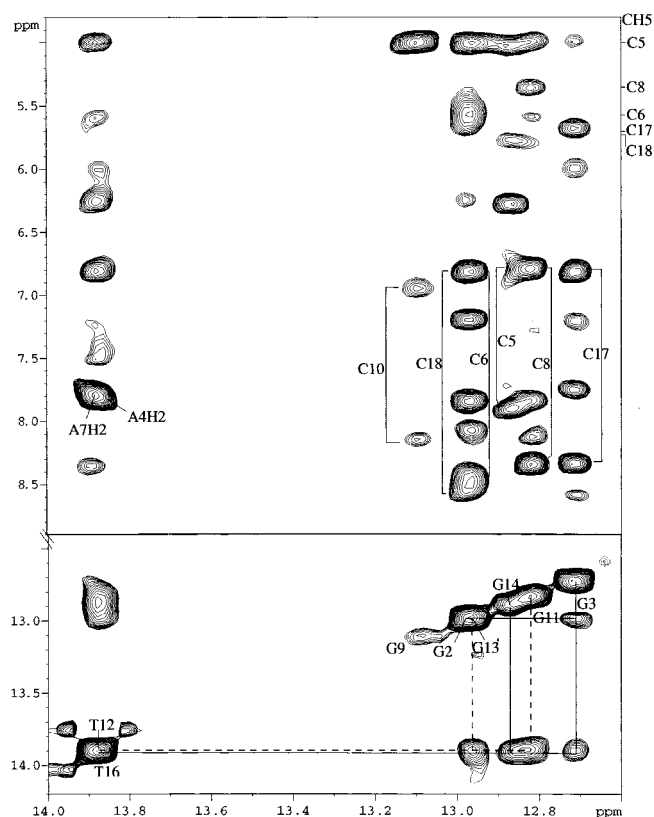 ppm
CH5
C5
5.5
C8
C6
C17
6.0
C18
6.5
7.0
C10
C18
C6
C5
C8
C17
7.5
8.0
A7H2
A4H2
8.5
13.0
G14
G9
G2
G13
G11
G3
13.5
T12
14.0
T16
14.0 13.8 13.6 13.4 13.2 13.0 12.8 ppm